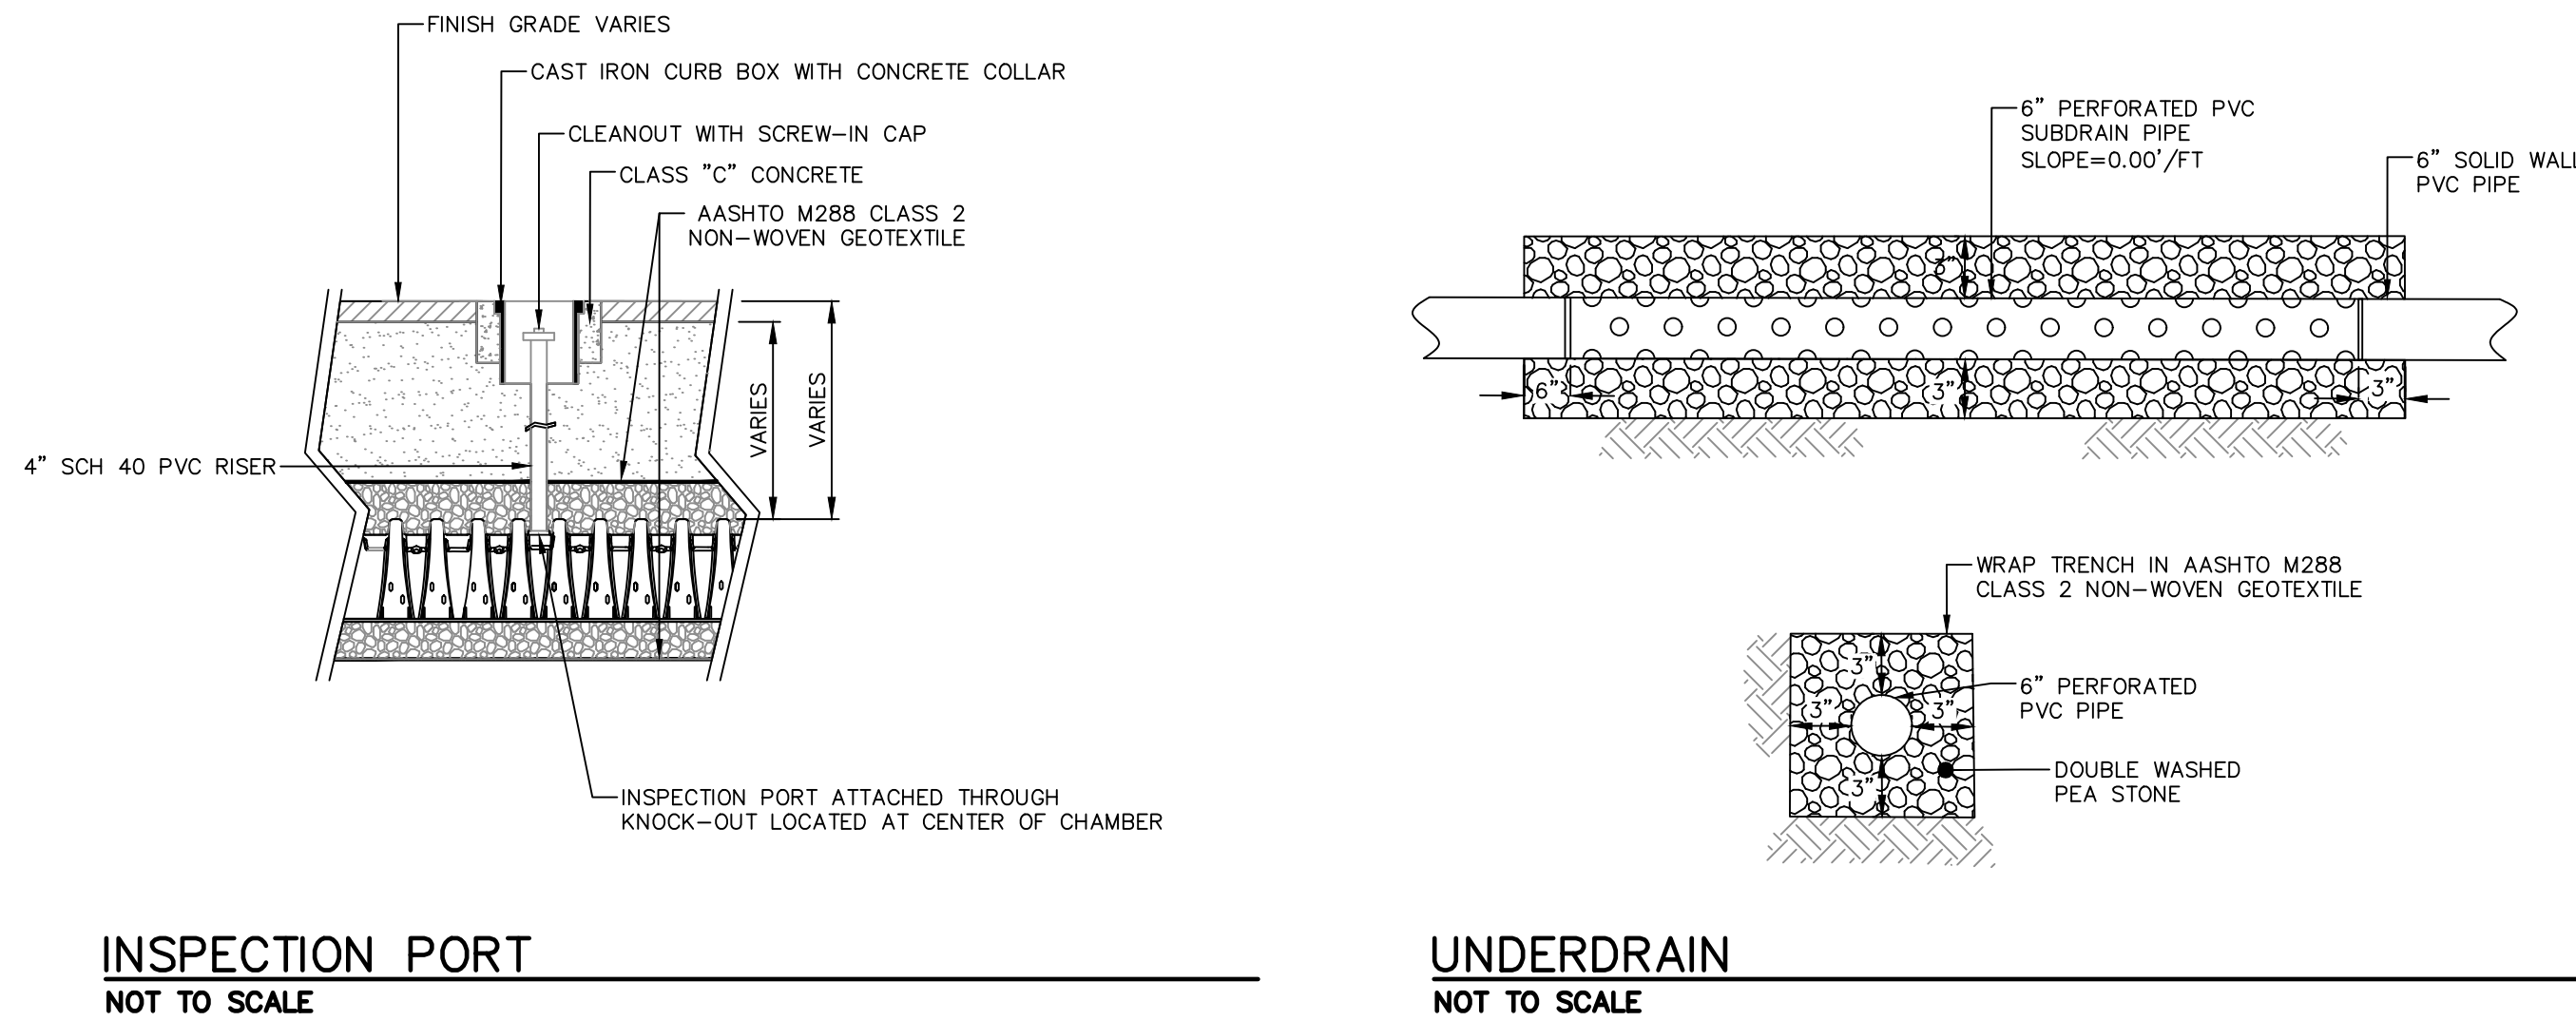 FINISH GRADE VARIES
CAST IRON CURB BOX WITH CONCRETE COLLAR
CLEANOUT WITH SCREW-IN CAP
CLASS "C" CONCRETE
AASHTO M288 CLASS 2
NON-WOVEN GEOTEXTILE
VARIES
VARIES
4" SCH 40 PVC RISER
INSPECTION PORT ATTACHED THROUGH
KNOCK-OUT LOCATED AT CENTER OF CHAMBER
INSPECTION PORT
NOT TO SCALE
6" PERFORATED PVC
SUBDRAIN PIPE
SLOPE=0.00'/FT
6" SOLID WALL
PVC PIPE
3"
6"
3"
3"
WRAP TRENCH IN AASHTO M288
CLASS 2 NON-WOVEN GEOTEXTILE
3"
6" PERFORATED
PVC PIPE
3"
3"
DOUBLE WASHED
PEA STONE
3"
UNDERDRAIN
NOT TO SCALE